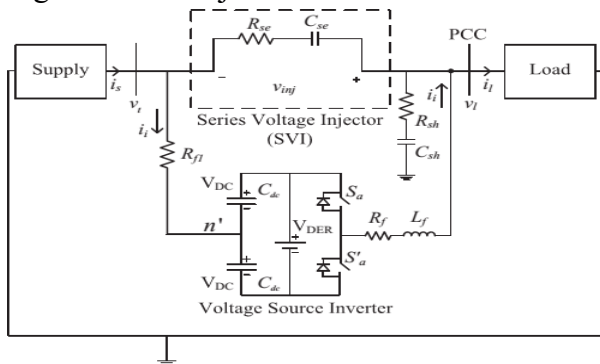 R_se C_se
PCC
Supply
Load
i_s
v_t
i_i
- v_inj +
Series Voltage Injector
(SVI)
i_i
v_l
i_l
R_sh
C_sh
R_fl
V_DC C_dc
S_a
n'
V_DER
R_f L_f
V_DC C_dc
S'_a
Voltage Source Inverter